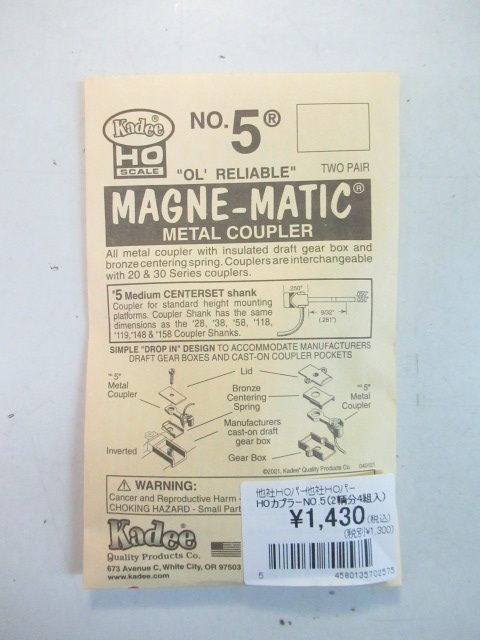 Kadee
HO
SCALE
NO. 5®
"OL' RELIABLE"
TWO PAIR
MAGNE-MATIC®
METAL COUPLER
All metal coupler with insulated draft gear box and
bronze centering spring. Couplers are interchangeable
with 20 & 30 Series couplers.
#5 Medium CENTERSET shank
Coupler for standard height mounting
platforms. Coupler Shank has the same
dimensions as the #28, #38, #58, #118,
#119, #148 & #158 Coupler Shanks.
.250"
9/32"
(.281")
SIMPLE "DROP IN" DESIGN TO ACCOMMODATE MANUFACTURERS
DRAFT GEAR BOXES AND CAST-ON COUPLER POCKETS
Lid
Metal
Coupler
Bronze
Centering
Spring
Metal
Coupler
Manufacturers
cast-on draft
gear box
Inverted
Gear Box
©2021, Kadee® Quality Products Co.
040121
WARNING:
Cancer and Reproductive Harm
CHOKING HAZARD - Small Part
Kadee
Quality Products Co.
673 Avenue C, White City, OR 97503
www.kadee.com
他社HOパー他社HOパー
HOカプラーNO.5(2輌分4組入)
¥1,430(税込)
(税別¥1,300)
5 4580135702575